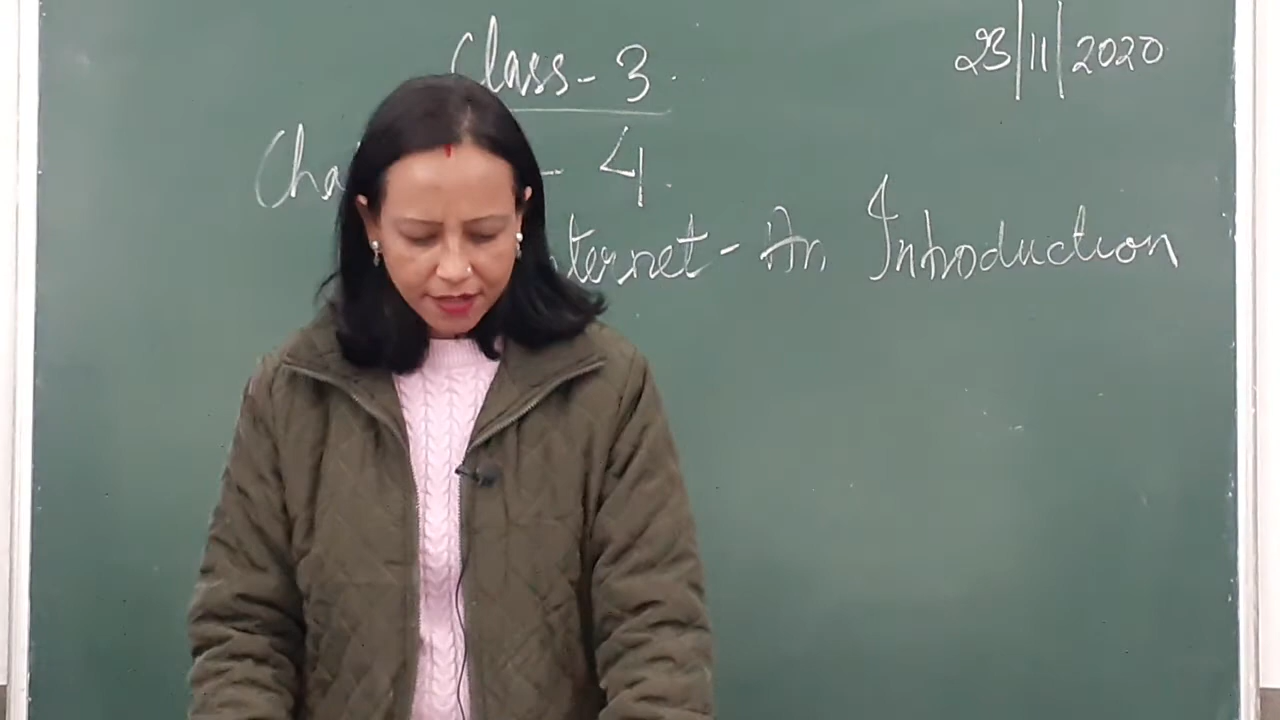 Class - 3
23/11/2020
Cha - 4
ternet - An Introduction